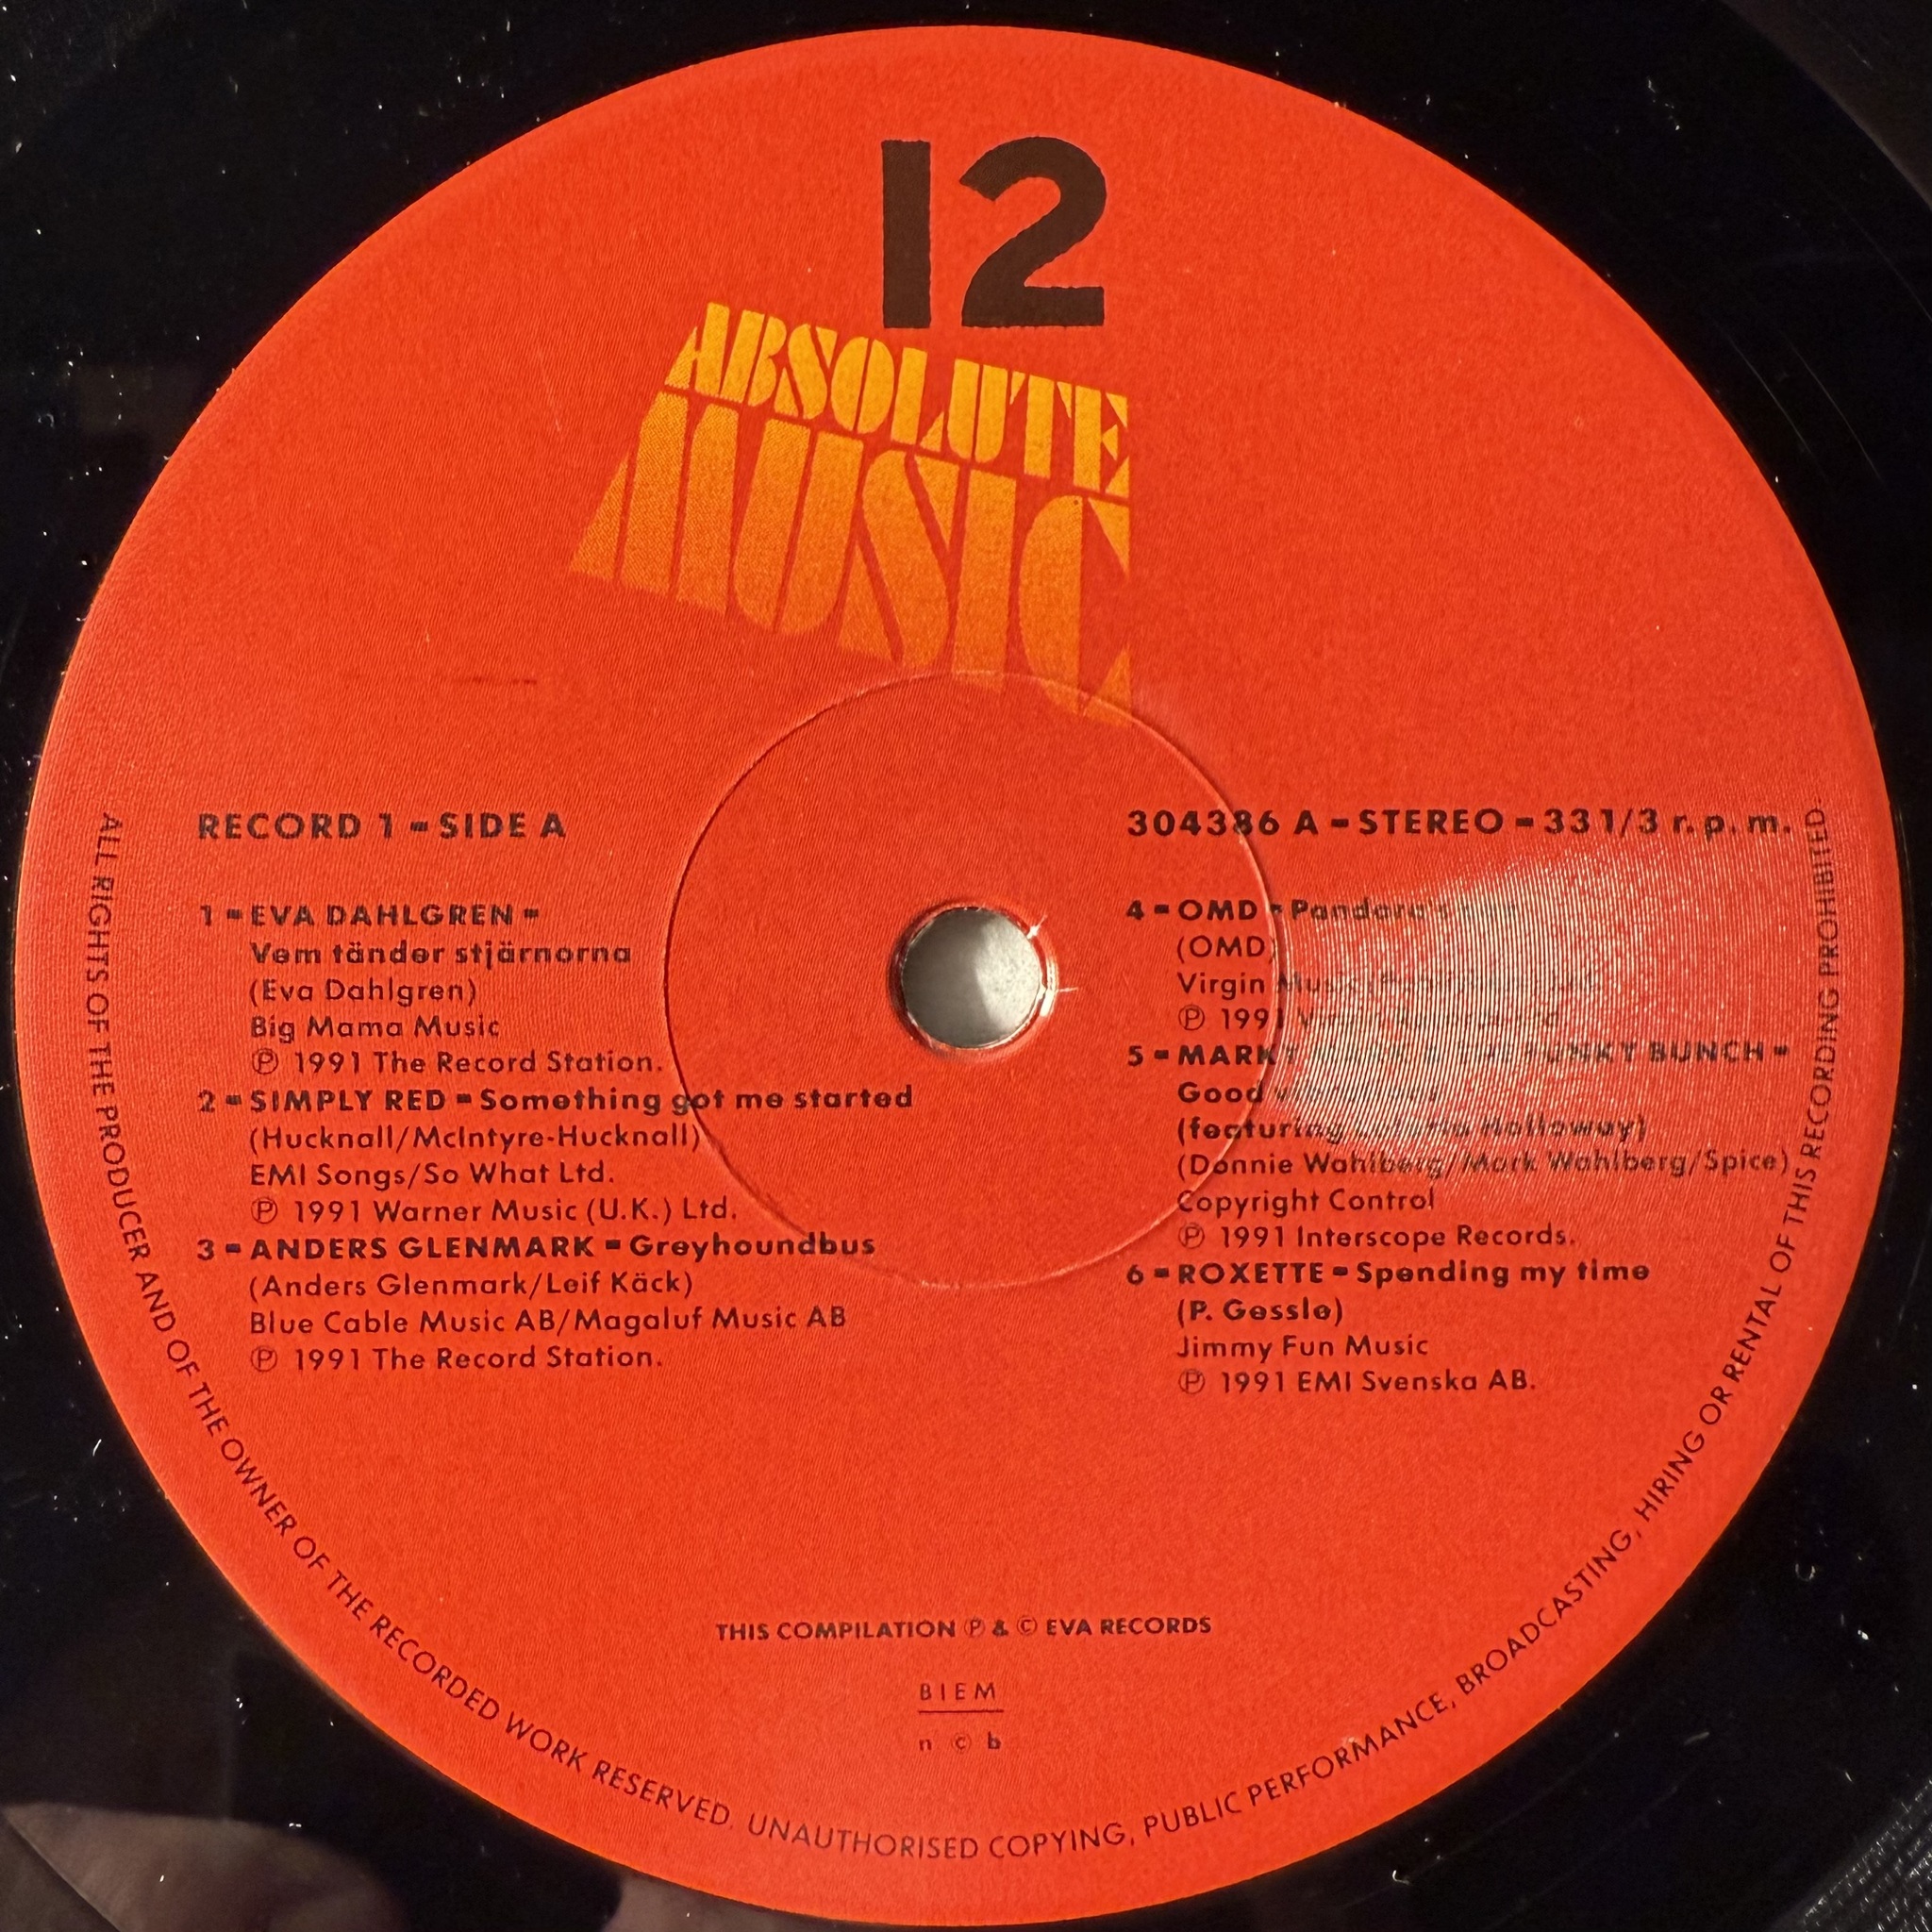 12
ABSOLUTE
MUSIC
RECORD 1 - SIDE A
1 - EVA DAHLGREN -
Vem tänder stjärnorna
(Eva Dahlgren)
Big Mama Music
Ⓟ 1991 The Record Station.
2 - SIMPLY RED - Something got me started
(Hucknall/McIntyre-Hucknall)
EMI Songs/So What Ltd.
Ⓟ 1991 Warner Music (U.K.) Ltd.
3 - ANDERS GLENMARK - Greyhoundbus
(Anders Glenmark/Leif Käck)
Blue Cable Music AB/Magaluf Music AB
Ⓟ 1991 The Record Station.
304386 A - STEREO - 33 1/3 r.p.m.
4 - OMD - Pandora's
(OMD)
Virgin Music
Ⓟ 1991
5 - MARKY FUNKY BUNCH -
Good
(featuring Holloway)
(Donnie Wahlberg/Mark Wahlberg/Spice)
Copyright Control
Ⓟ 1991 Interscope Records.
6 - ROXETTE - Spending my time
(P. Gessle)
Jimmy Fun Music
Ⓟ 1991 EMI Svenska AB.
THIS COMPILATION Ⓟ & © EVA RECORDS
BIEM
n © b
ALL RIGHTS OF THE PRODUCER AND OF THE OWNER OF THE RECORDED WORK RESERVED. UNAUTHORISED COPYING, PUBLIC PERFORMANCE, BROADCASTING, HIRING OR RENTAL OF THIS RECORDING PROHIBITED.